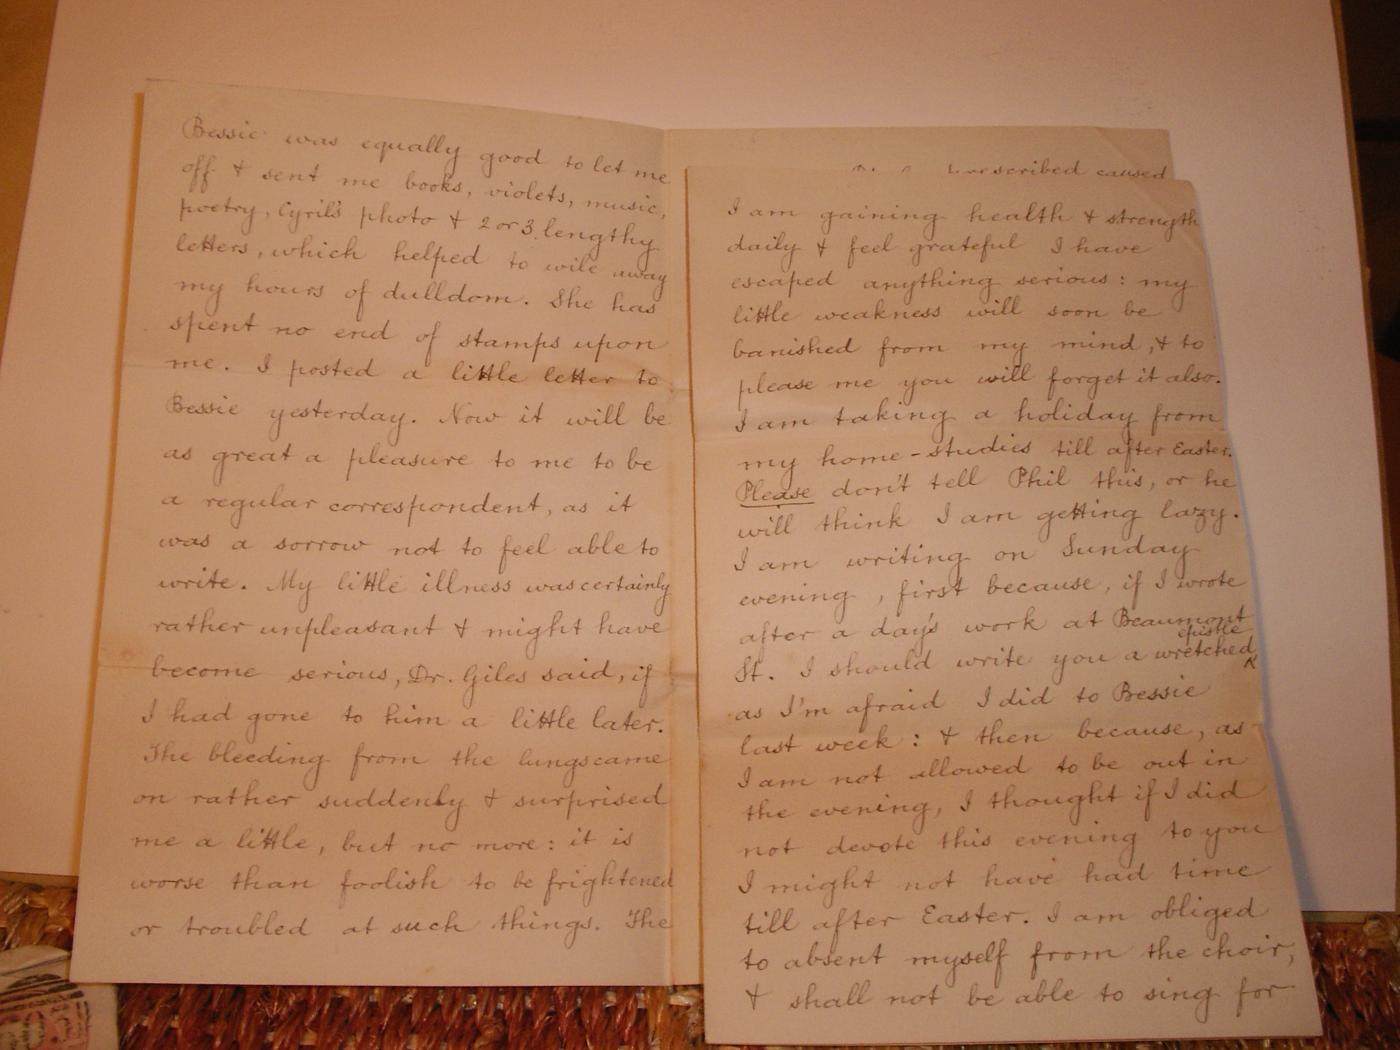 Bessie was equally good to let me
off & sent me books, violets, music,
poetry, Cyril's photo & 2 or 3 lengthy
letters, which helped to wile away
my hours of dulldom. She has
spent no end of stamps upon
me. I posted a little letter to
Bessie yesterday. Now it will be
as great a pleasure to me to be
a regular correspondent, as it
was a sorrow not to feel able to
write. My little illness was certainly
rather unpleasant & might have
become serious, Dr. Giles said, if
I had gone to him a little later.
The bleeding from the lungs came
on rather suddenly & surprised
me a little, but no more: it is
worse than foolish to be frightened
or troubled at such things. The
prescribed caused
I am gaining health & strength
daily & feel grateful I have
escaped anything serious: my
little weakness will soon be
banished from my mind, & to
please me you will forget it also.
I am taking a holiday from
my home-studies till after Easter.
Please don't tell Phil this, or he
will think I am getting lazy.
I am writing on Sunday
evening, first because, if I wrote
after a day's work at Beaumont
epistle
St. I should write you a wretched
as I'm afraid I did to Bessie
last week: & then because, as
I am not allowed to be out in
the evening, I thought if I did
not devote this evening to you
I might not have had time
till after Easter. I am obliged
to absent myself from the choir,
& shall not be able to sing for